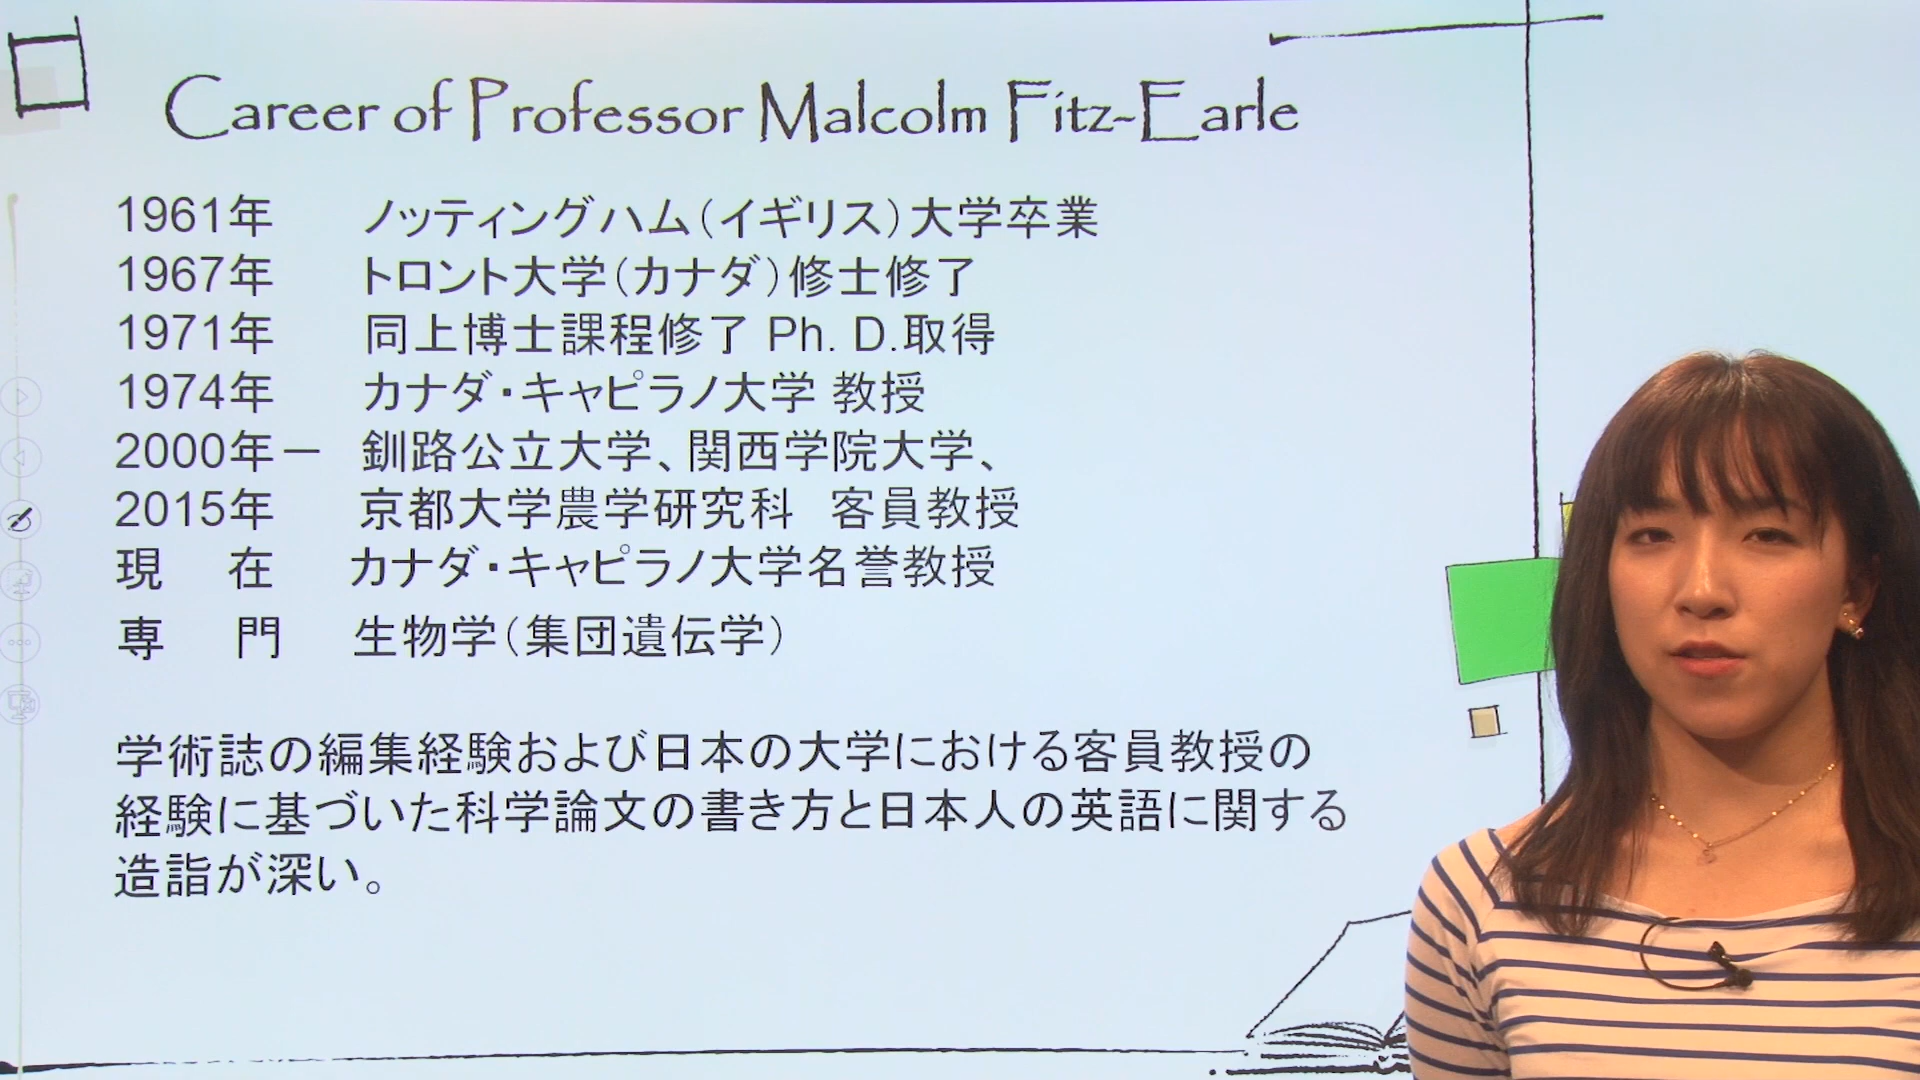 Career of Professor Malcolm Fitz-Earle
1961年 ノッティングハム(イギリス)大学卒業
1967年 トロント大学(カナダ)修士修了
1971年 同上博士課程修了 Ph. D.取得
1974年 カナダ・キャピラノ大学 教授
2000年ー 釧路公立大学、関西学院大学、
2015年 京都大学農学研究科 客員教授
現 在 カナダ・キャピラノ大学名誉教授
専 門 生物学(集団遺伝学)
学術誌の編集経験および日本の大学における客員教授の
経験に基づいた科学論文の書き方と日本人の英語に関する
造詣が深い。